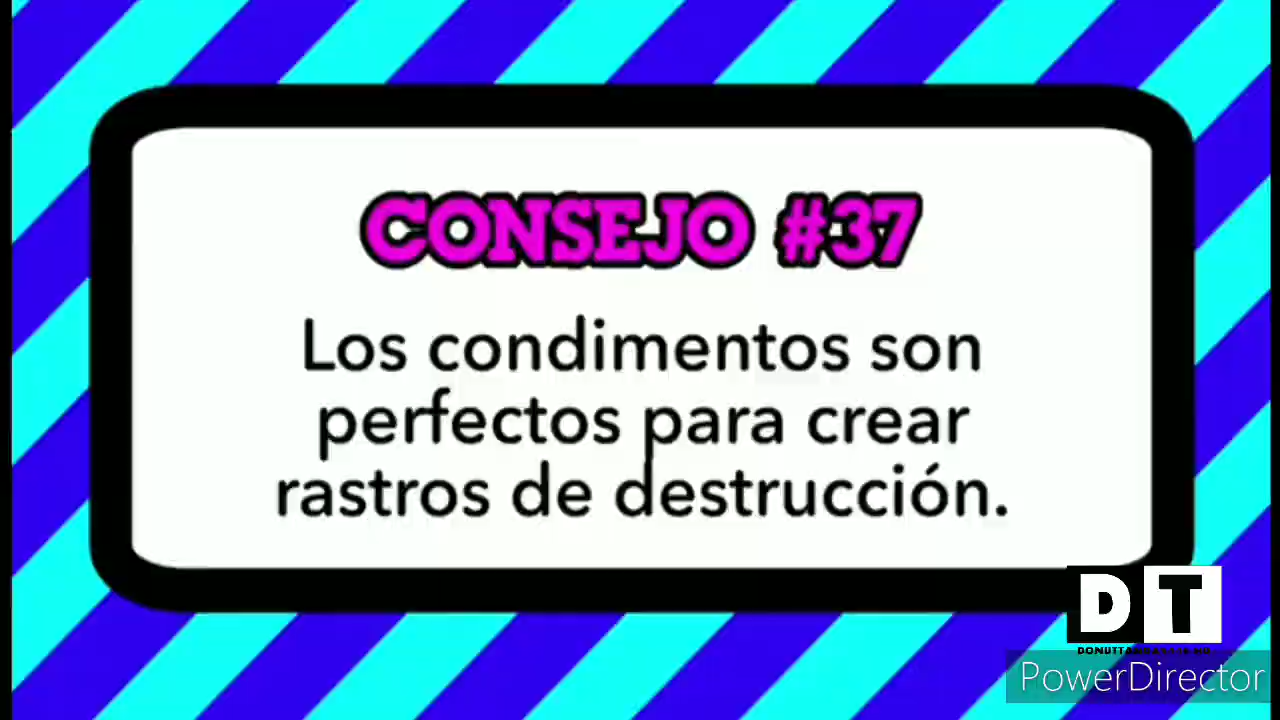 CONSEJO #37
Los condimentos son
perfectos para crear
rastros de destrucción.
DT
PowerDirector